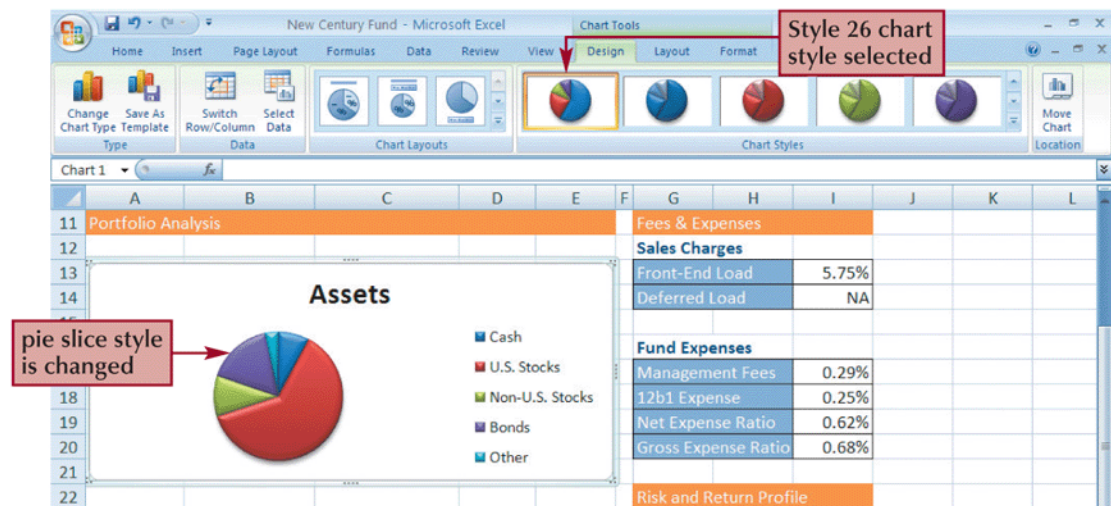 New Century Fund - Microsoft Excel
Chart Tools
Style 26 chart
style selected
Home Insert Page Layout Formulas Data Review View Design Layout Format
Change
Chart Type
Save As
Template
Switch
Row/Column
Select
Data
Move
Chart
Type Data Chart Layouts Chart Styles Location
Chart 1 fx
A B C D E F G H I J K L
11 Portfolio Analysis Fees & Expenses
12 Sales Charges
13 Front-End Load 5.75%
14 Assets Deferred Load NA
pie slice style
is changed
Cash
Fund Expenses
U.S. Stocks Management Fees 0.29%
18 Non-U.S. Stocks 12b1 Expense 0.25%
19 Bonds Net Expense Ratio 0.62%
20 Other Gross Expense Ratio 0.68%
21
22 Risk and Return Profile